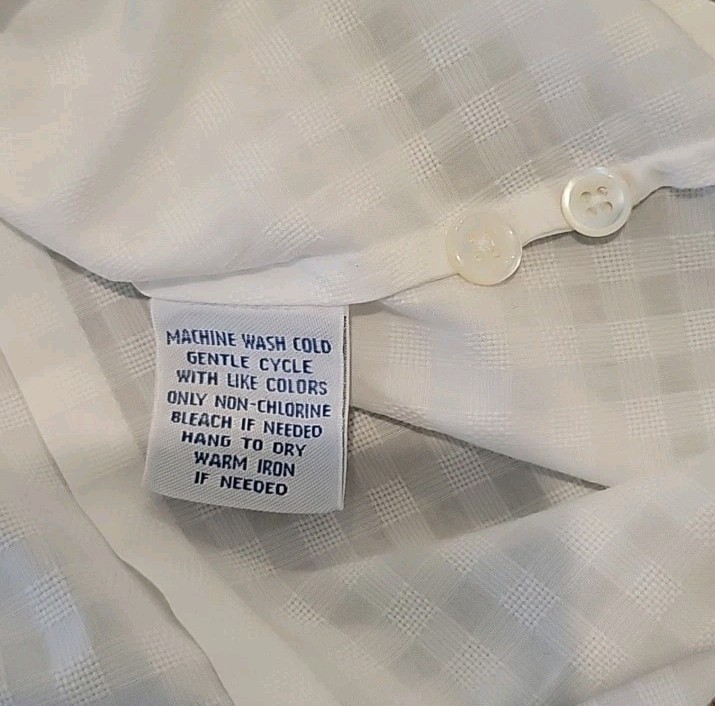 MACHINE WASH COLD
GENTLE CYCLE
WITH LIKE COLORS
ONLY NON-CHLORINE
BLEACH IF NEEDED
HANG TO DRY
WARM IRON
IF NEEDED